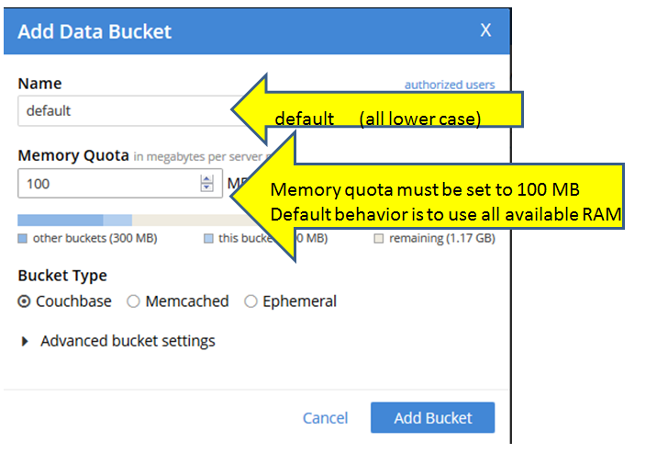 Add Data Bucket X
Name authorized users
default
default (all lower case)
Memory Quota in megabytes per server
100
Memory quota must be set to 100 MB
Default behavior is to use all available RAM
other buckets (300 MB) this bucke 0 MB) remaining (1.17 GB)
Bucket Type
Couchbase Memcached Ephemeral
Advanced bucket settings
Cancel Add Bucket